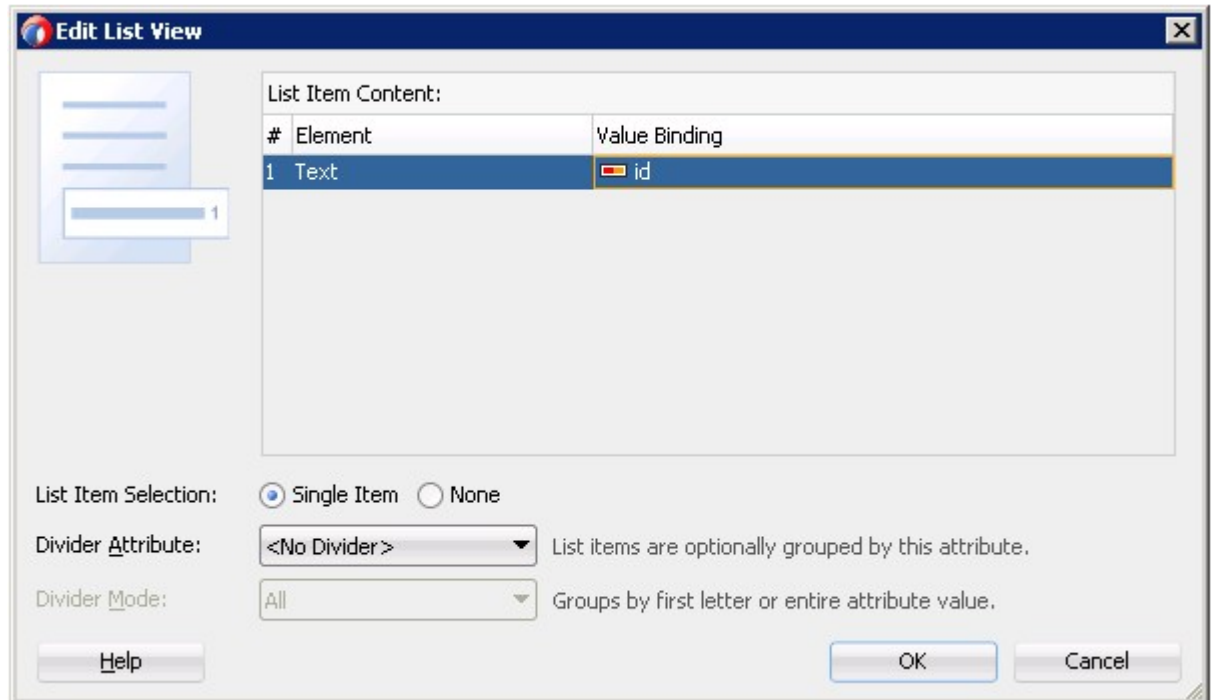 Edit List View
List Item Content:
# Element Value Binding
1 Text id
1
List Item Selection: Single Item None
Divider Attribute: <No Divider> List items are optionally grouped by this attribute.
Divider Mode: All Groups by first letter or entire attribute value.
Help OK Cancel